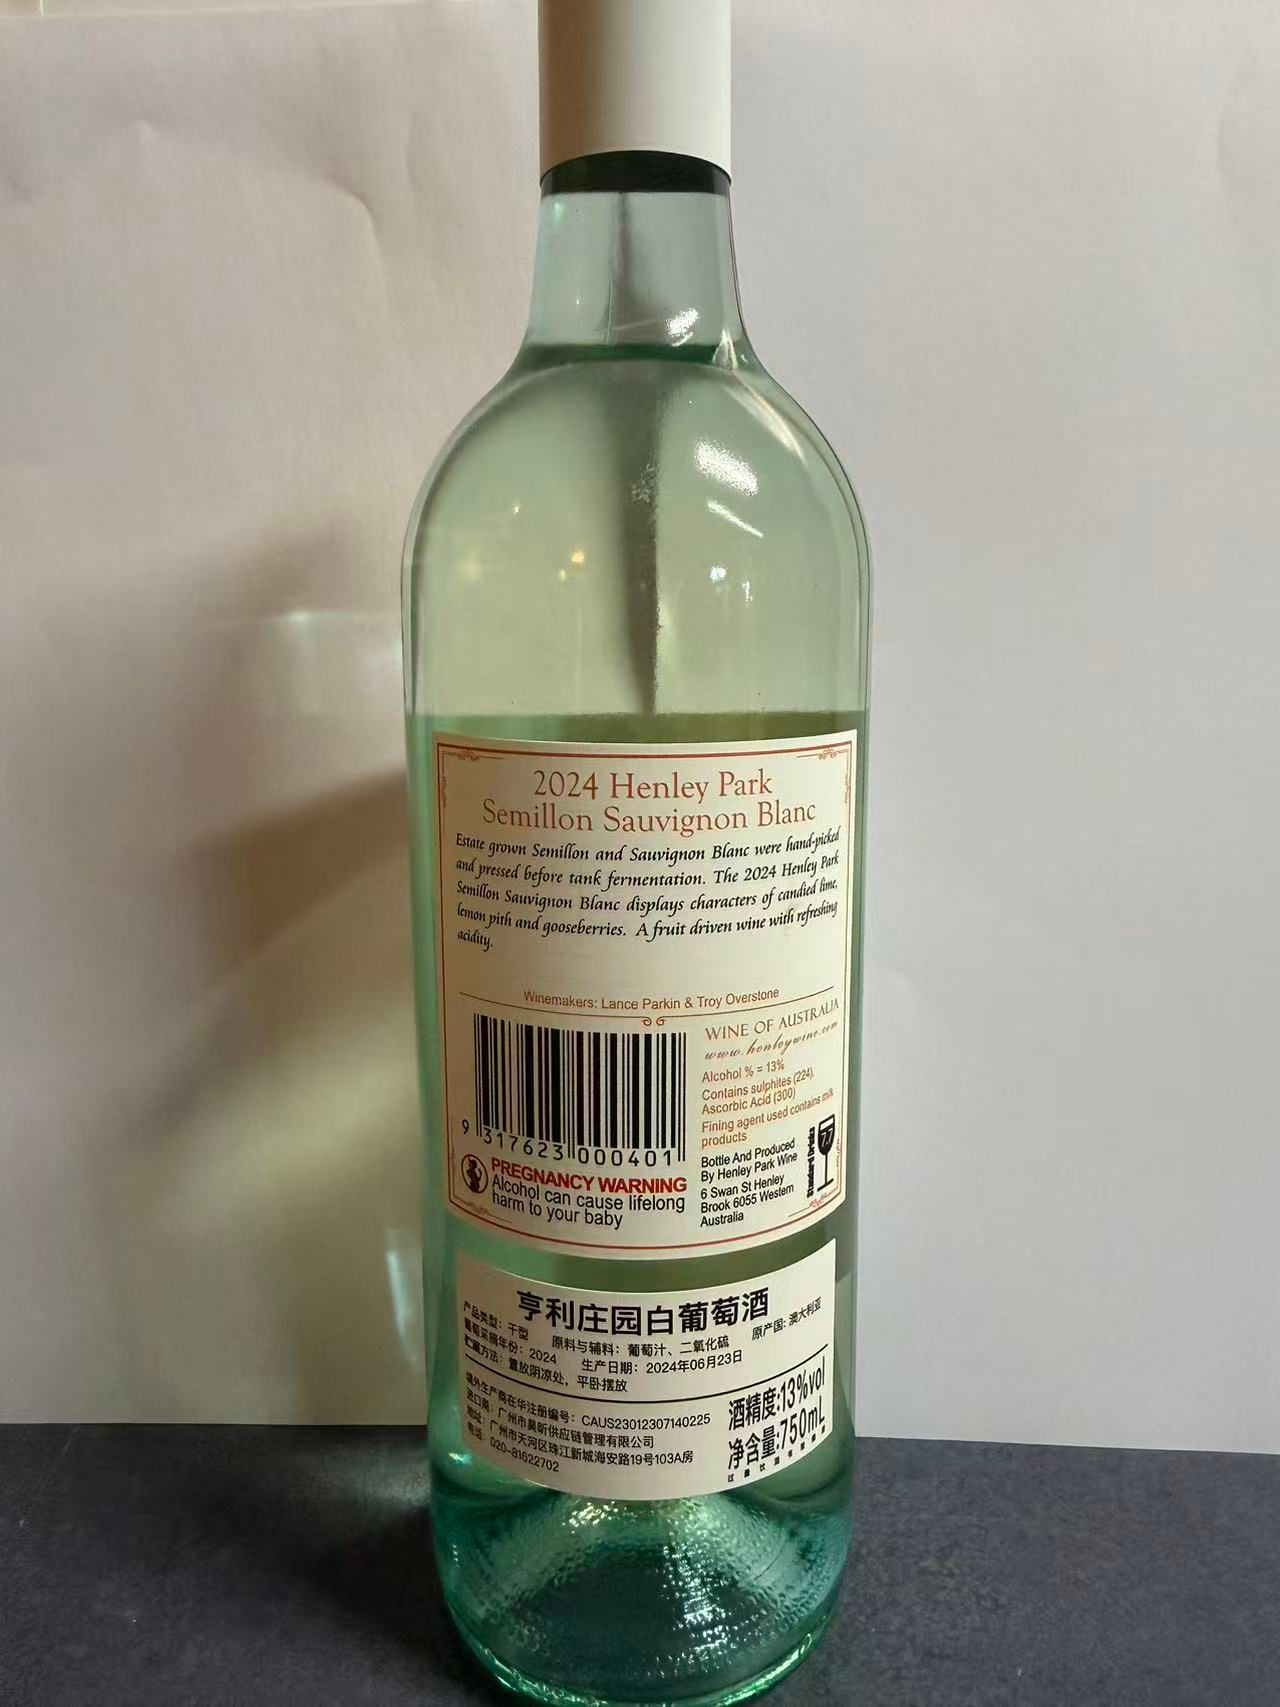 2024 Henley Park
Semillon Sauvignon Blanc
Estate grown Semillon and Sauvignon Blanc were hand-picked
and pressed before tank fermentation. The 2024 Henley Park
Semillon Sauvignon Blanc displays characters of candied lime,
lemon pith and gooseberries. A fruit driven wine with refreshing
acidity.
Winemakers: Lance Parkin & Troy Overstone
9 317623 000401
PREGNANCY WARNING
Alcohol can cause lifelong
harm to your baby
WINE OF AUSTRALIA
www.henleywine.com
Alcohol % = 13%
Contains sulphites (224),
Ascorbic Acid (300)
Fining agent used contains milk
products
Bottle And Produced
By Henley Park Wine
6 Swan St Henley
Brook 6055 Western
Australia
7.7
Standard Drinks
亨利庄园白葡萄酒
产品类型：干型 原料与辅料：葡萄汁、二氧化硫 原产国：澳大利亚
葡萄采摘年份：2024 生产日期：2024年06月23日
贮藏方法：置放阴凉处，平卧摆放
境外生产商在华注册编号：CAUS23012307140225
进口商：广州市昊昕供应链管理有限公司
地址：广州市天河区珠江新城海安路19号103A房
电话：020-81622702
酒精度:13%vol
净含量:750mL
过量饮酒有害健康